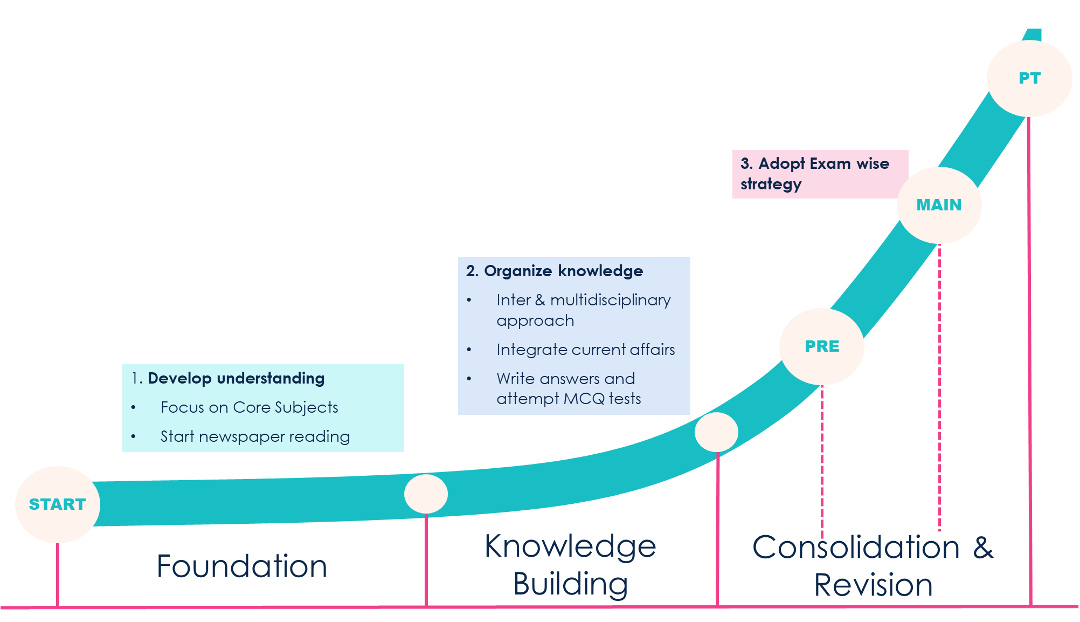 PT
3. Adopt Exam wise
strategy
MAIN
2. Organize knowledge
• Inter & multidisciplinary
approach
• Integrate current affairs
• Write answers and
attempt MCQ tests
PRE
1. Develop understanding
• Focus on Core Subjects
• Start newspaper reading
START
Foundation
Knowledge
Building
Consolidation &
Revision